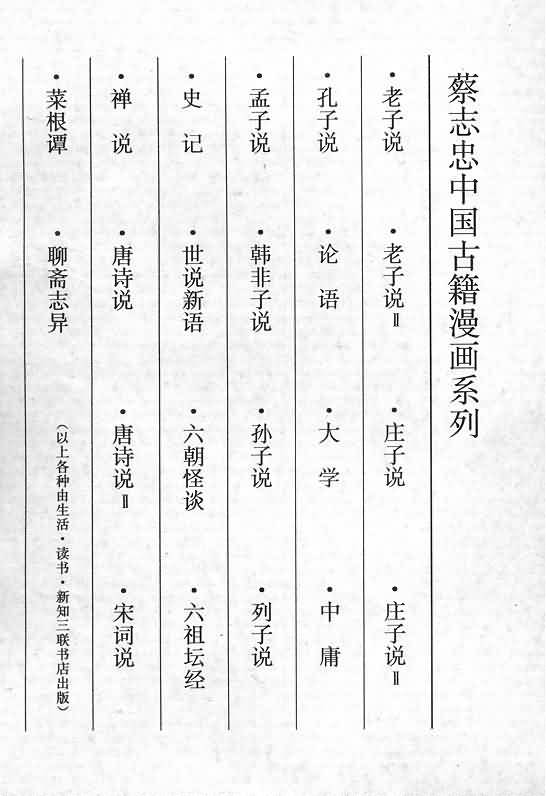 蔡志忠中国古籍漫画系列
•老子说 •老子说Ⅱ •庄子说 •庄子说Ⅱ
•孔子说 •论语 •大学 •中庸
•孟子说 •韩非子说 •孙子说 •列子说
•史记 •世说新语 •六朝怪谈 •六祖坛经
•禅说 •唐诗说 •唐诗说Ⅱ •宋词说
•菜根谭 •聊斋志异
（以上各种由生活·读书·新知三联书店出版）